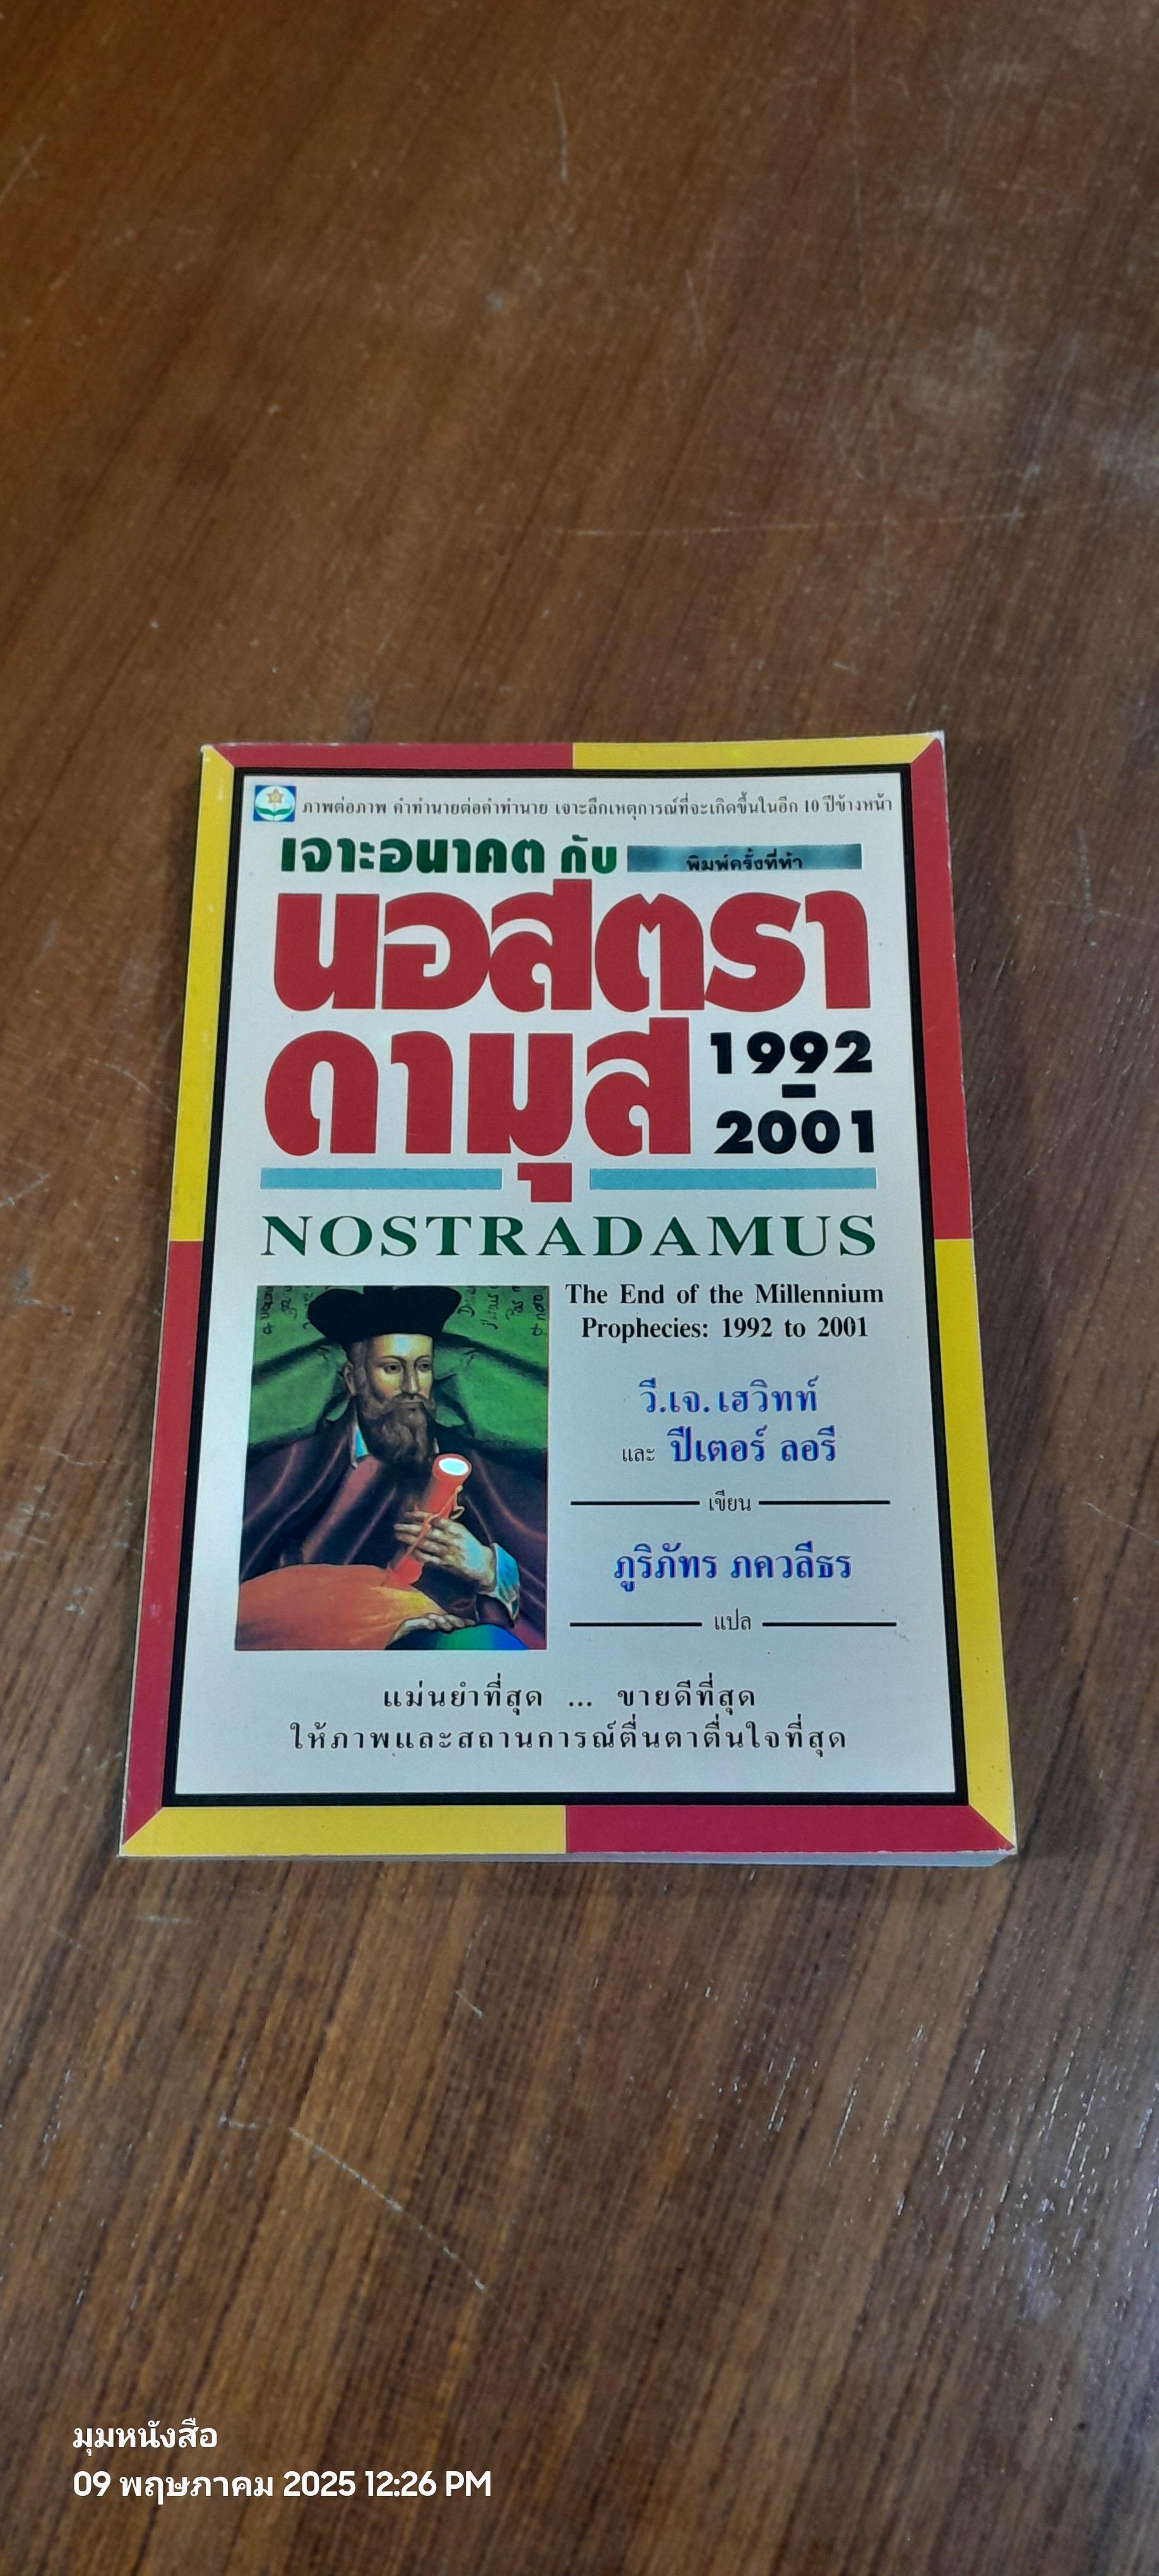 ภาพต่อภาพ คำทำนายต่อคำทำนาย เจาะลึกเหตุการณ์ที่จะเกิดขึ้นในอีก 10 ปีข้างหน้า
เจาะอนาคต กับ
พิมพ์ครั้งที่ห้า
นอสตรา
ดามุส
1992
–
2001
NOSTRADAMUS
The End of the Millennium
Prophecies: 1992 to 2001
วี.เจ. เฮวิทท์
และ ปีเตอร์ ลอรี
เขียน
ภูริภัทร ภควลีธร
แปล
แม่นยำที่สุด ... ขายดีที่สุด
ให้ภาพและสถานการณ์ตื่นตาตื่นใจที่สุด
มุมหนังสือ
09 พฤษภาคม 2025 12:26 PM